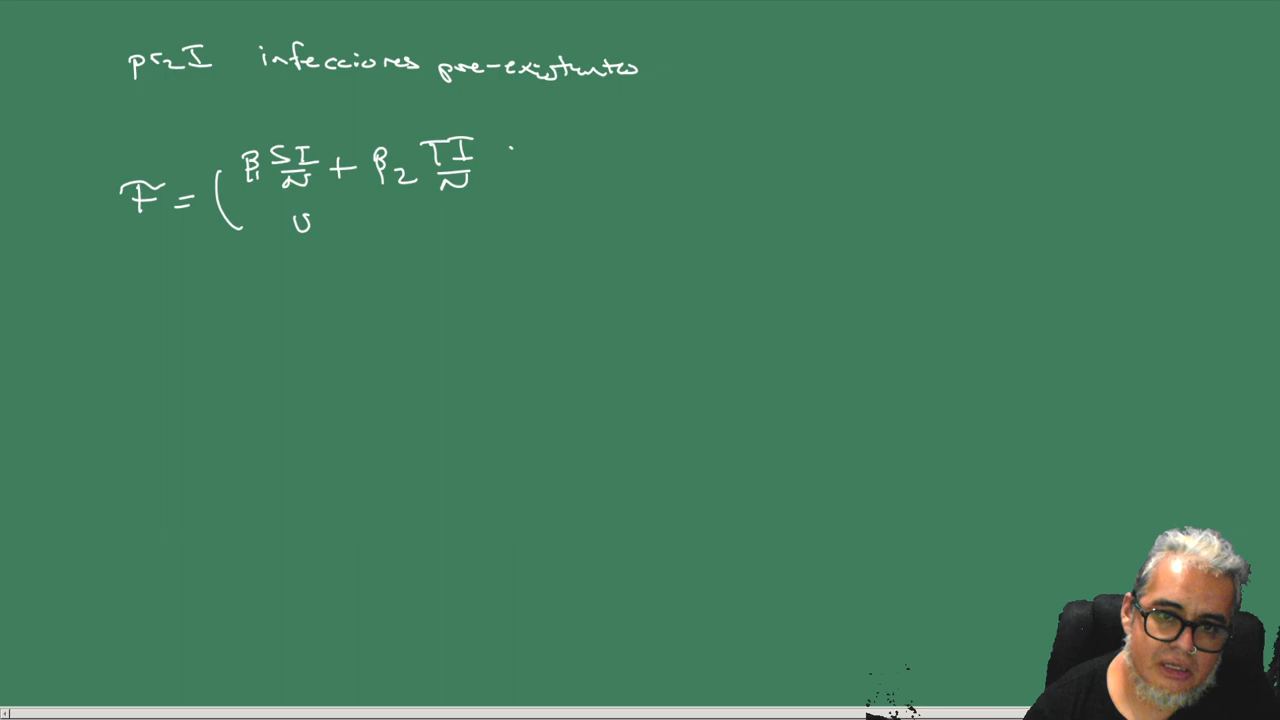 pr₂I infecciones pre-existentes
F = ( β₁ SI/N + β₂ TI/N
0